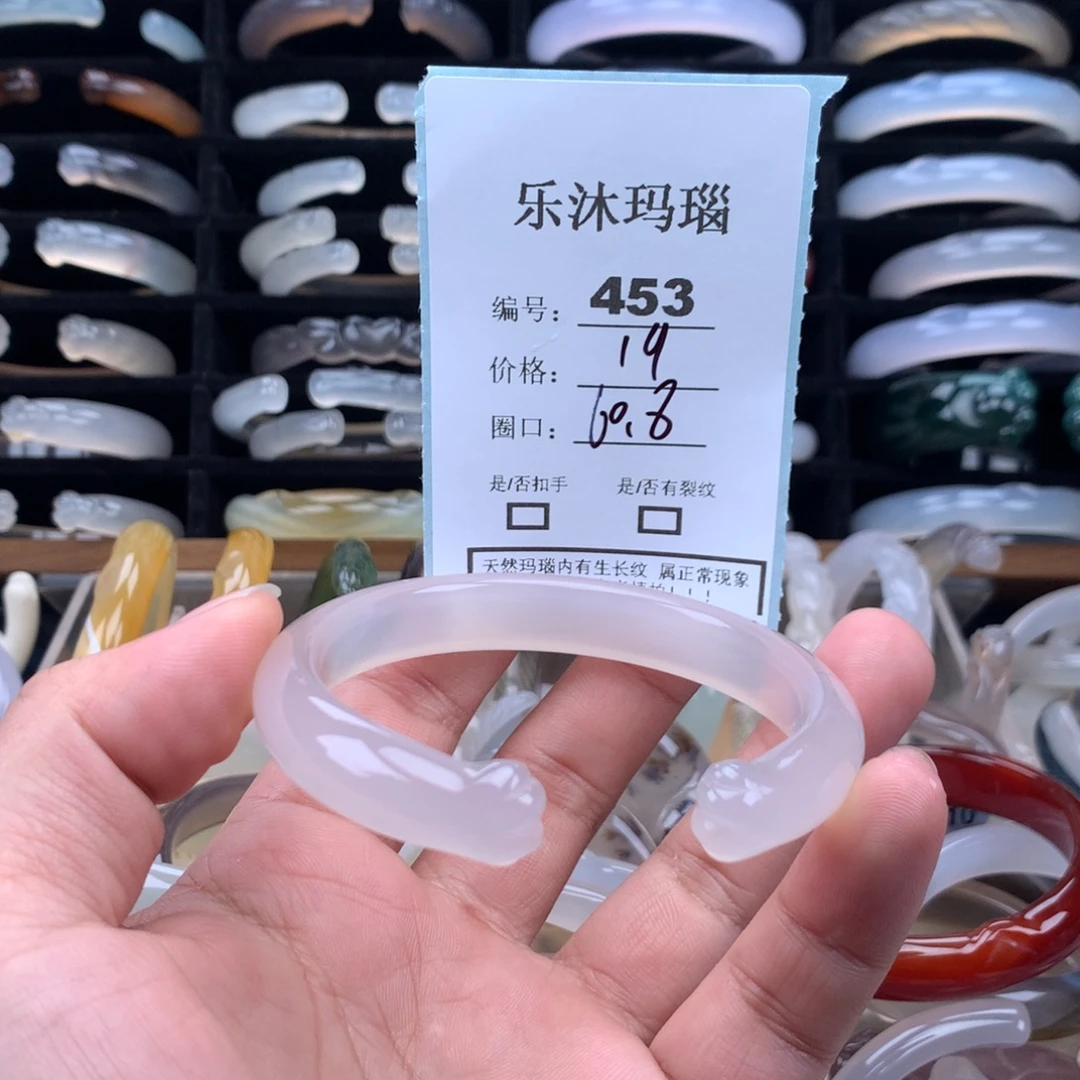 乐沐玛瑙
编号： 453
价格： 19
圈口： 60.8
是/否扣手 是/否有裂纹
天然玛瑙内有生长纹 属正常现象